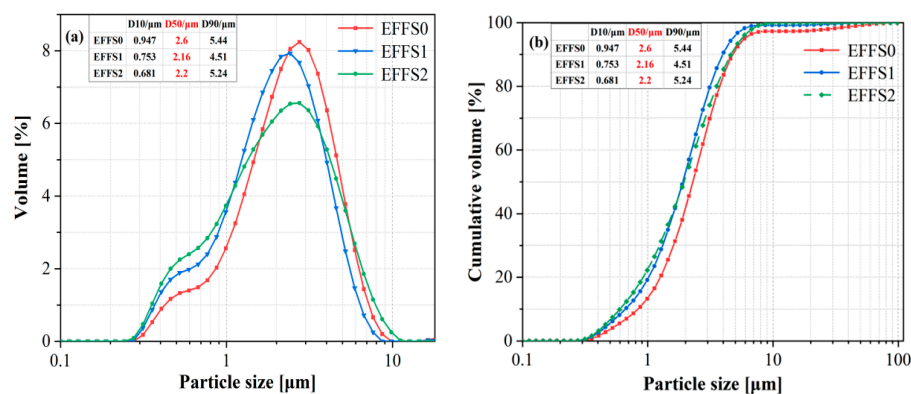 (a)
D10/μm D50/μm D90/μm
EFFS0 0.947 2.6 5.44
EFFS1 0.753 2.16 4.51
EFFS2 0.681 2.2 5.24
EFFS0
EFFS1
EFFS2
Volume [%]
8
6
4
2
0
0.1 1 10
Particle size [μm]
(b)
D10/μm D50/μm D90/μm
EFFS0 0.947 2.6 5.44
EFFS1 0.753 2.16 4.51
EFFS2 0.681 2.2 5.24
EFFS0
EFFS1
EFFS2
Cumulative volume [%]
100
80
60
40
20
0
0.1 1 10 100
Particle size [μm]